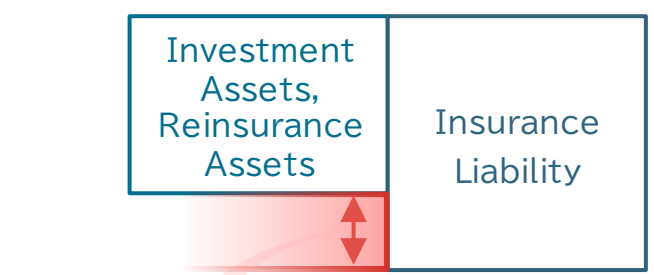 Investment
Assets,
Reinsurance
Assets
Insurance
Liability